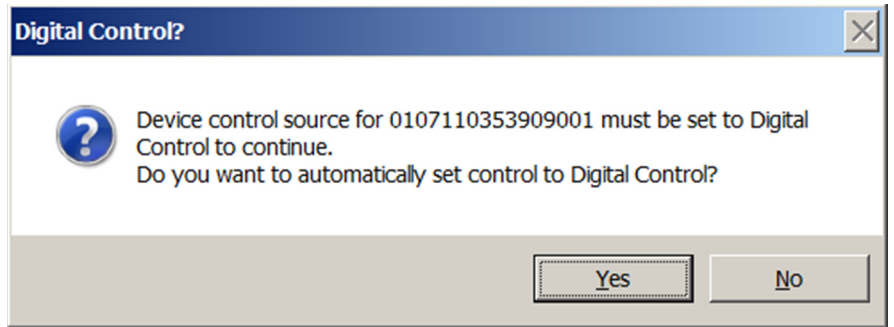 Digital Control?
Device control source for 0107110353909001 must be set to Digital
Control to continue.
Do you want to automatically set control to Digital Control?
Yes
No